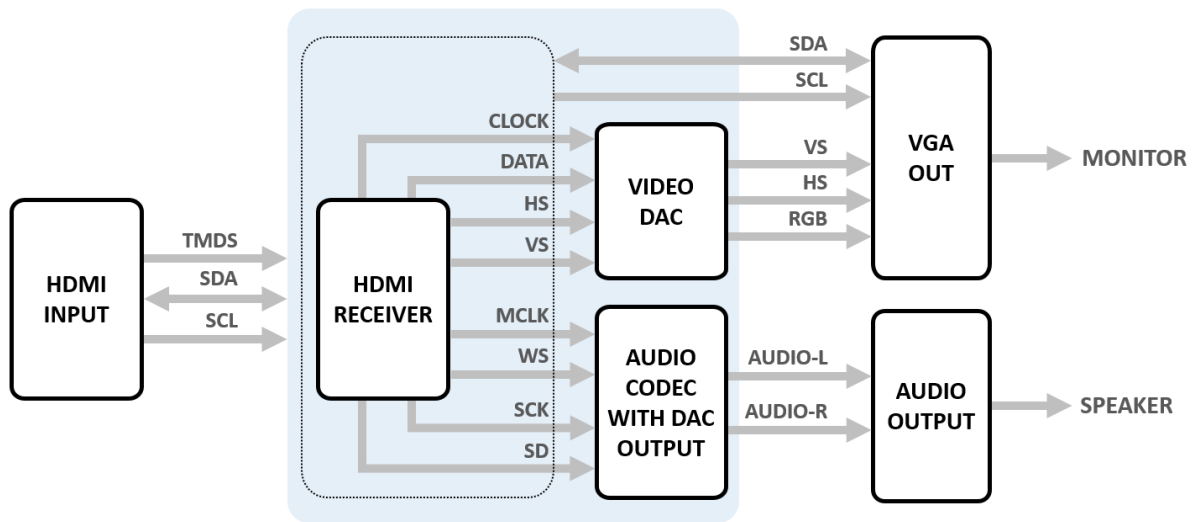 HDMI
INPUT
TMDS
SDA
SCL
HDMI
RECEIVER
CLOCK
DATA
HS
VS
MCLK
WS
SCK
SD
VIDEO
DAC
AUDIO
CODEC
WITH DAC
OUTPUT
SDA
SCL
VS
HS
RGB
AUDIO-L
AUDIO-R
VGA
OUT
AUDIO
OUTPUT
MONITOR
SPEAKER